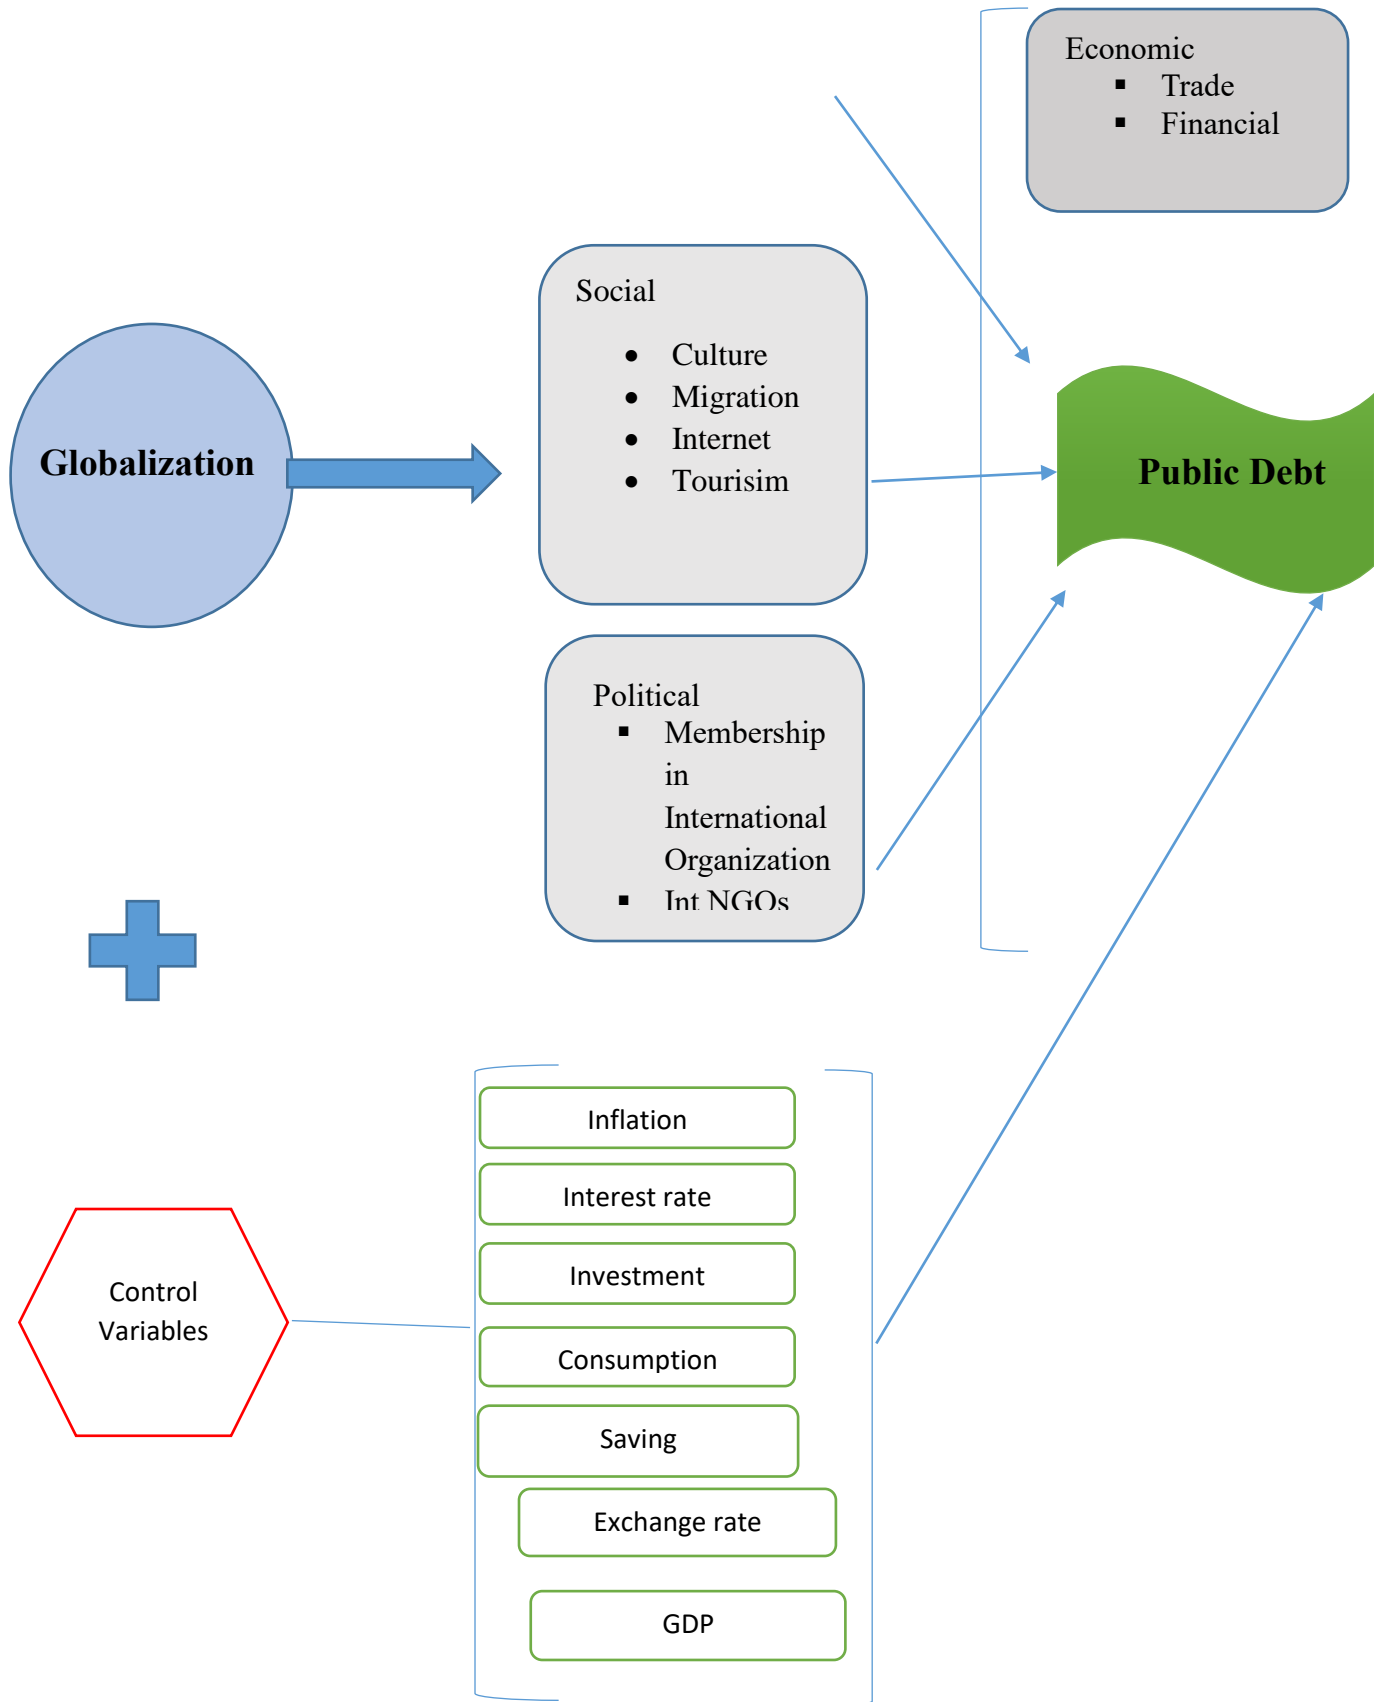 Economic
▪ Trade
▪ Financial
Social
• Culture
• Migration
• Internet
• Tourisim
Globalization
Public Debt
Political
▪ Membership
in
International
Organization
▪ Int NGOs
Inflation
Interest rate
Investment
Control
Variables
Consumption
Saving
Exchange rate
GDP